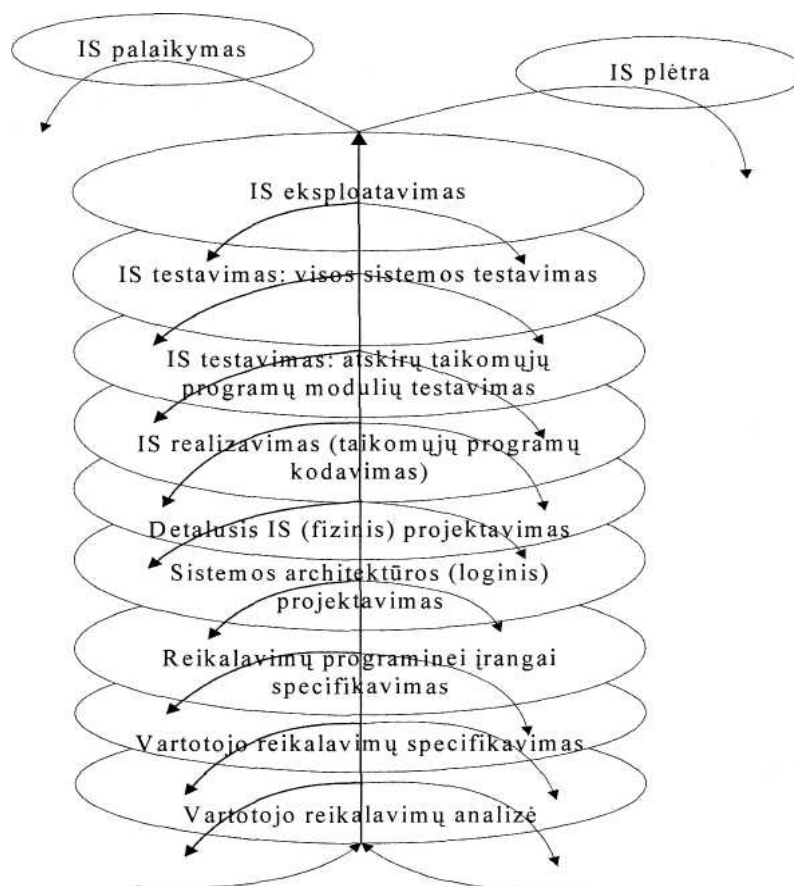 IS palaikymas
IS plėtra
IS eksploatavimas
IS testavimas: visos sistemos testavimas
IS testavimas: atskirų taikomųjų
programų modulių testavimas
IS realizavimas (taikomųjų programų
kodavimas)
Detalusis IS (fizinis) projektavimas
Sistemos architektūros (loginis)
projektavimas
Reikalavimų programinei įrangai
specifikavimas
Vartotojo reikalavimų specifikavimas
Vartotojo reikalavimų analizė